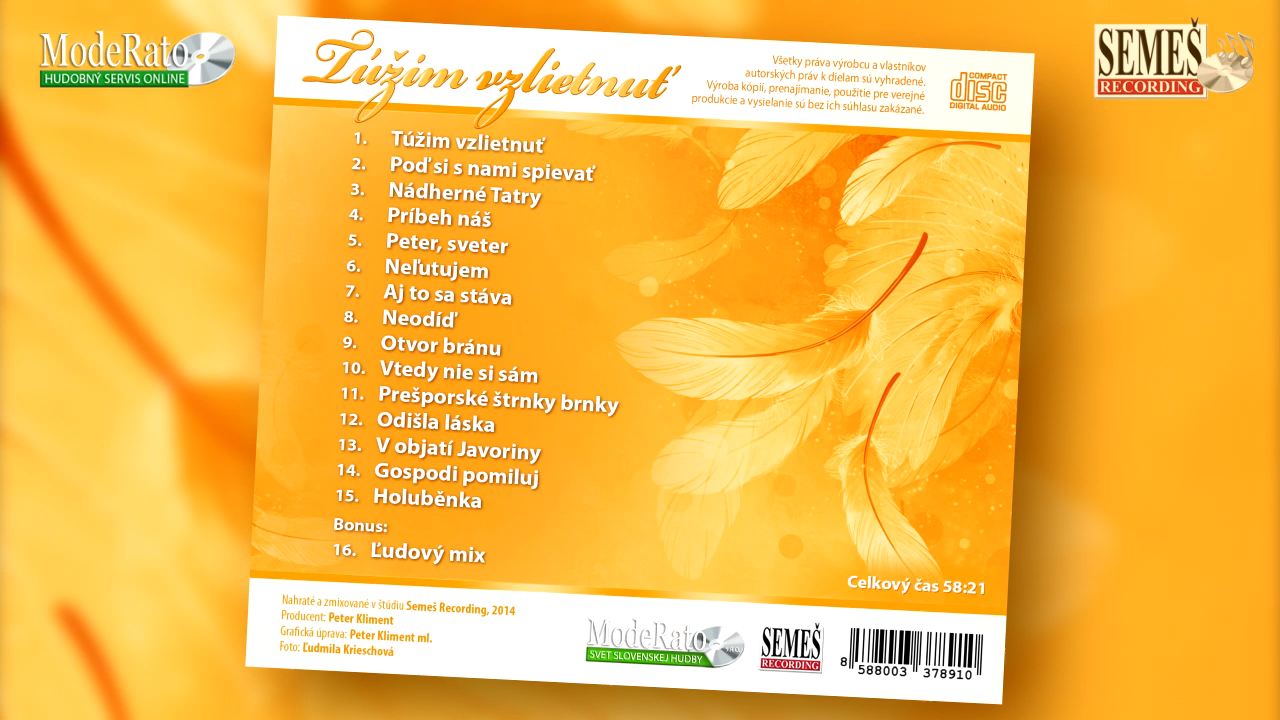 ModeRato
HUDOBNÝ SERVIS ONLINE
SEMEŠ
RECORDING
Túžim vzlietnuť
Všetky práva výrobcu a vlastníkov
autorských práv k dielam sú vyhradené.
Výroba kópií, prenajímanie, použitie pre verejné
produkcie a vysielanie sú bez ich súhlasu zakázané.
COMPACT
disc
DIGITAL AUDIO
1. Túžim vzlietnuť
2. Poď si s nami spievať
3. Nádherné Tatry
4. Príbeh náš
5. Peter, sveter
6. Neľutujem
7. Aj to sa stáva
8. Neodíď
9. Otvor bránu
10. Vtedy nie si sám
11. Prešporské štrnky brnky
12. Odišla láska
13. V objatí Javoriny
14. Gospodi pomiluj
15. Holuběnka
Bonus:
16. Ľudový mix
Celkový čas 58:21
Nahraté a zmixované v štúdiu Semeš Recording, 2014
Producent: Peter Kliment
Grafická úprava: Peter Kliment ml.
Foto: Ľudmila Krieschová
ModeRato s.r.o.
SVET SLOVENSKEJ HUDBY
SEMEŠ
RECORDING
8 588003 378910